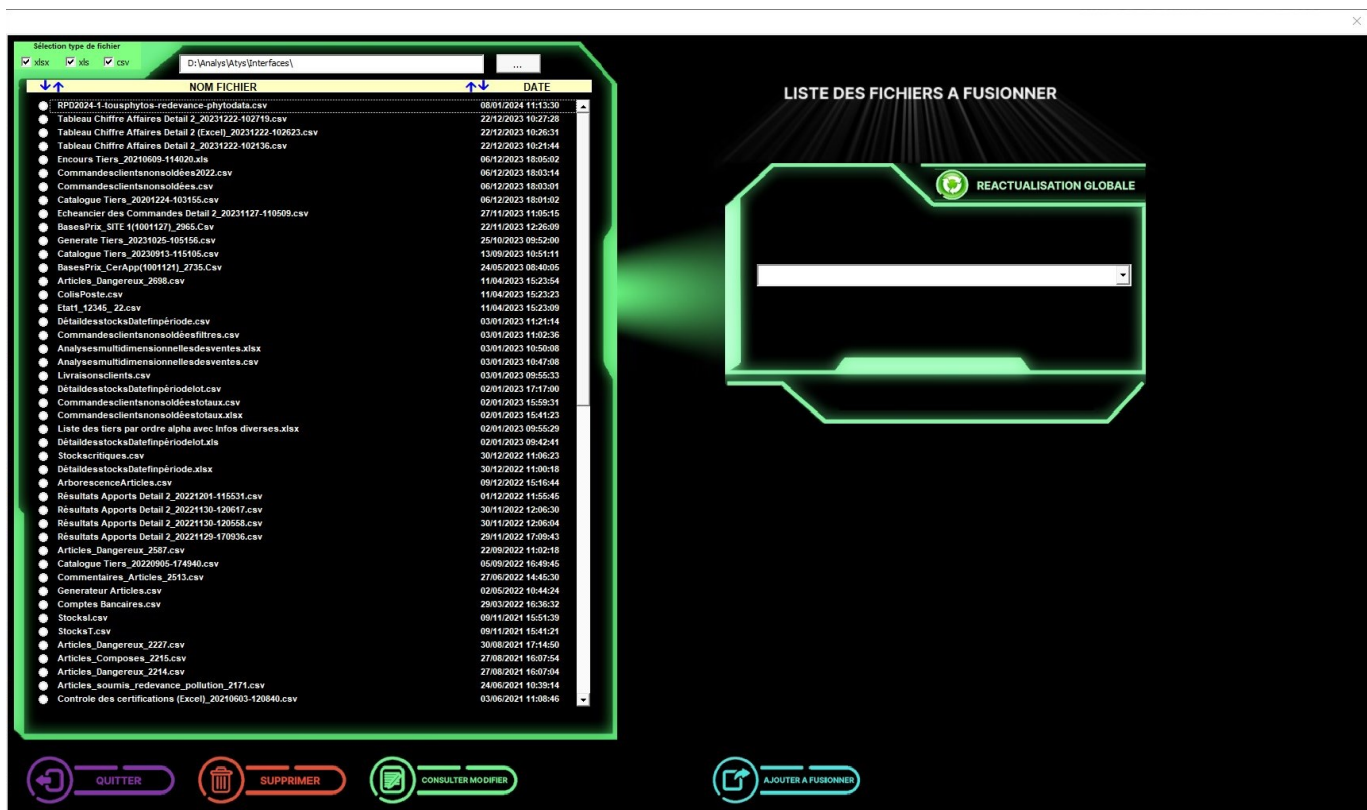 Sélection type de fichier
xlsx xls csv
D:\Analys\Atys\Interfaces\ ...
NOM FICHIER DATE
RPD2024-1-tousphytos-redevance-phytodata.csv 08/01/2024 11:13:30
Tableau Chiffre Affaires Detail 2_20231222-102719.csv 22/12/2023 10:27:28
Tableau Chiffre Affaires Detail 2 (Excel)_20231222-102623.csv 22/12/2023 10:26:31
Tableau Chiffre Affaires Detail 2_20231222-102136.csv 22/12/2023 10:21:44
Encours Tiers_20210609-114020.xls 06/12/2023 18:05:02
Commandesclientsnonsoldées2022.csv 06/12/2023 18:03:14
Commandesclientsnonsoldées.csv 06/12/2023 18:03:01
Catalogue Tiers_20201224-103155.csv 06/12/2023 18:01:02
Echeancier des Commandes Detail 2_20231127-110509.csv 27/11/2023 11:05:15
BasesPrix_SITE 1(1001127)_2965.Csv 22/11/2023 12:26:09
Generate Tiers_20231025-105156.csv 25/10/2023 09:52:00
Catalogue Tiers_20230913-115105.csv 13/09/2023 10:51:11
BasesPrix_CerApp(1001121)_2735.Csv 24/05/2023 08:40:05
Articles_Dangereux_2698.csv 11/04/2023 15:23:54
ColisPoste.csv 11/04/2023 15:23:23
Etat1_12345_ 22.csv 11/04/2023 15:23:09
DétaildesstocksDatefinpériode.csv 03/01/2023 11:21:14
Commandesclientsnonsoldéesfiltres.csv 03/01/2023 11:02:36
Analysesmultidimensionnellesdesventes.xlsx 03/01/2023 10:50:08
Analysesmultidimensionnellesdesventes.csv 03/01/2023 10:47:08
Livraisonsclients.csv 03/01/2023 09:55:33
DétaildesstocksDatefinpériodelot.csv 02/01/2023 17:17:00
Commandesclientsnonsoldéestotaux.csv 02/01/2023 15:59:31
Commandesclientsnonsoldéestotaux.xlsx 02/01/2023 15:41:23
Liste des tiers par ordre alpha avec Infos diverses.xlsx 02/01/2023 09:55:29
DétaildesstocksDatefinpériodelot.xls 02/01/2023 09:42:41
Stockscritiques.csv 30/12/2022 11:06:23
DétaildesstocksDatefinpériode.xlsx 30/12/2022 11:00:18
ArborescenceArticles.csv 09/12/2022 15:16:44
Résultats Apports Detail 2_20221201-115531.csv 01/12/2022 11:55:45
Résultats Apports Detail 2_20221130-120617.csv 30/11/2022 12:06:30
Résultats Apports Detail 2_20221130-120558.csv 30/11/2022 12:06:04
Résultats Apports Detail 2_20221129-170936.csv 29/11/2022 17:09:43
Articles_Dangereux_2587.csv 22/09/2022 11:02:18
Catalogue Tiers_20220905-174940.csv 05/09/2022 16:49:45
Commentaires_Articles_2513.csv 27/06/2022 14:45:30
Generateur Articles.csv 02/05/2022 10:44:24
Comptes Bancaires.csv 29/03/2022 16:36:32
StocksI.csv 09/11/2021 15:51:39
StocksT.csv 09/11/2021 15:41:21
Articles_Dangereux_2227.csv 30/08/2021 17:14:50
Articles_Composes_2215.csv 27/08/2021 16:07:54
Articles_Dangereux_2214.csv 27/08/2021 16:07:04
Articles_soumis_redevance_pollution_2171.csv 24/06/2021 10:39:14
Controle des certifications (Excel)_20210603-120840.csv 03/06/2021 11:08:46
LISTE DES FICHIERS A FUSIONNER
REACTUALISATION GLOBALE
QUITTER
SUPPRIMER
CONSULTER MODIFIER
AJOUTER A FUSIONNER